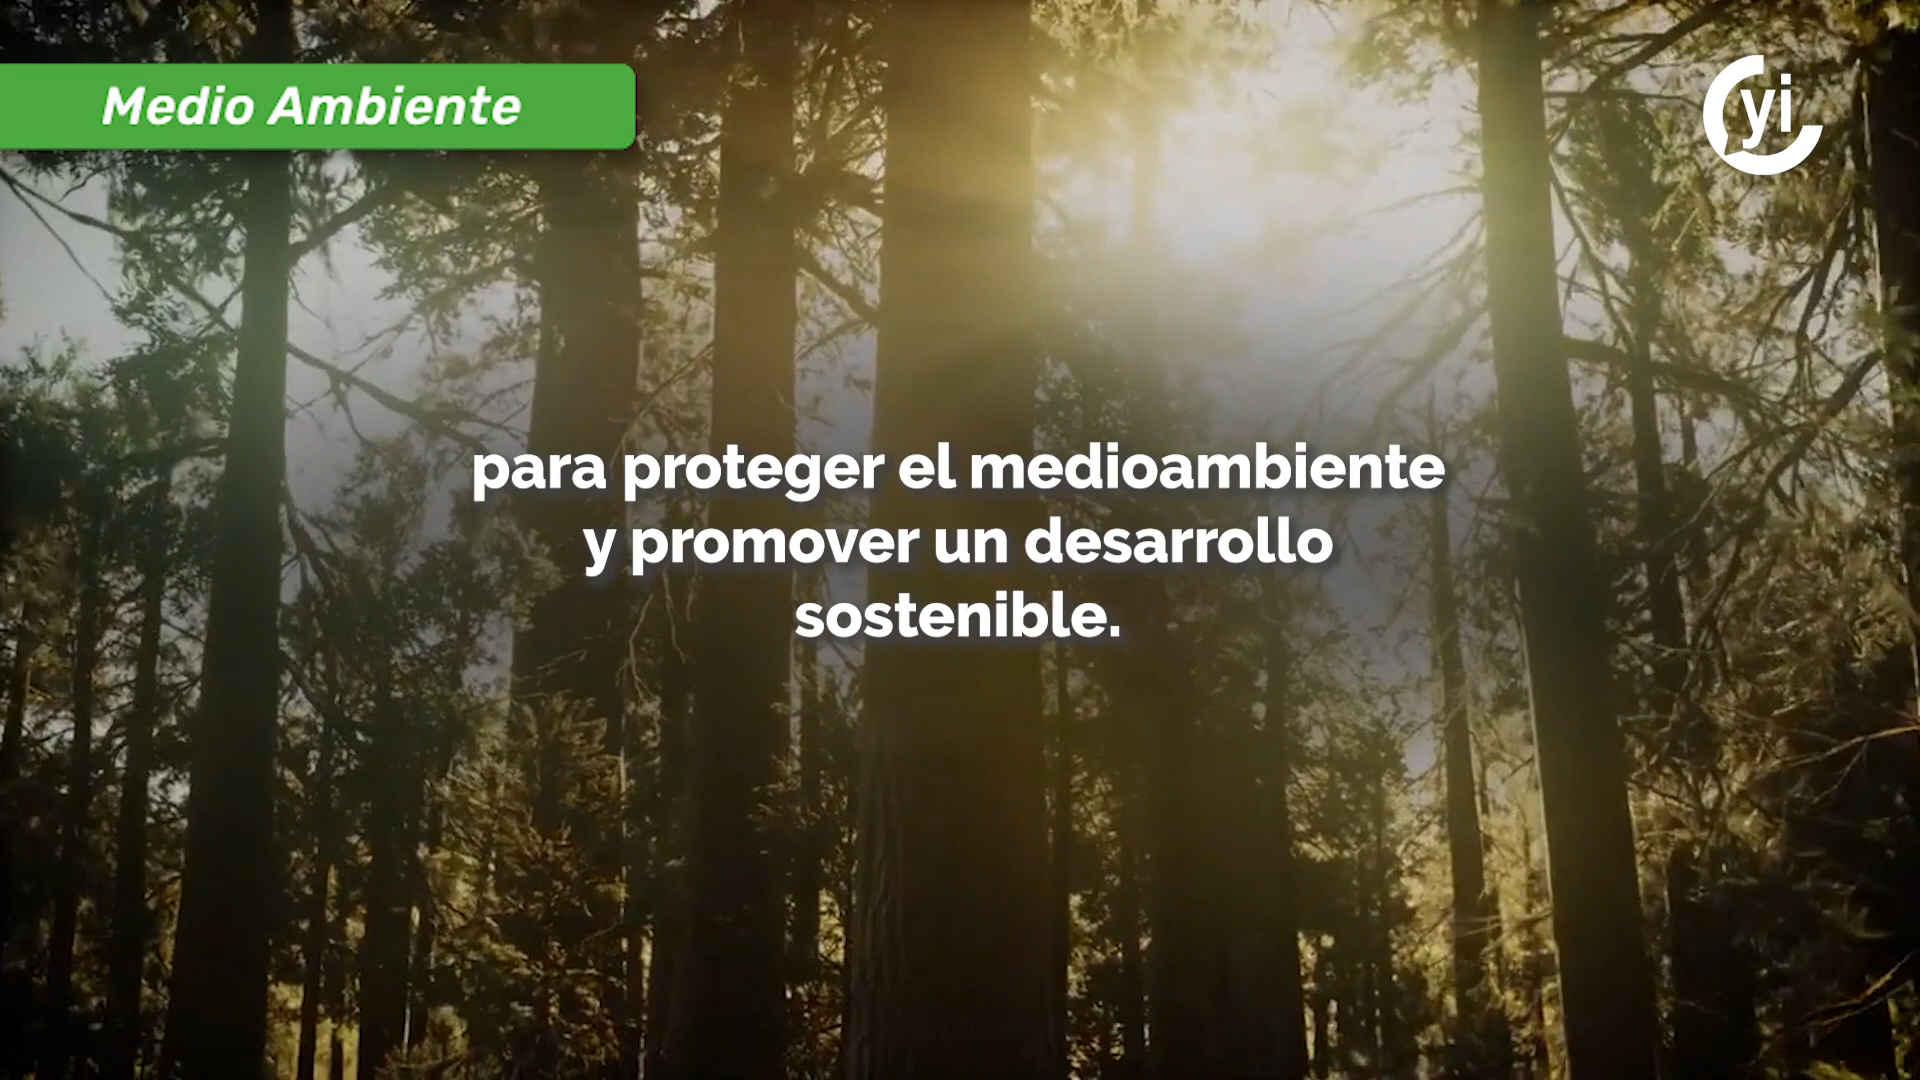 Medio Ambiente
yi
para proteger el medioambiente
y promover un desarrollo
sostenible.